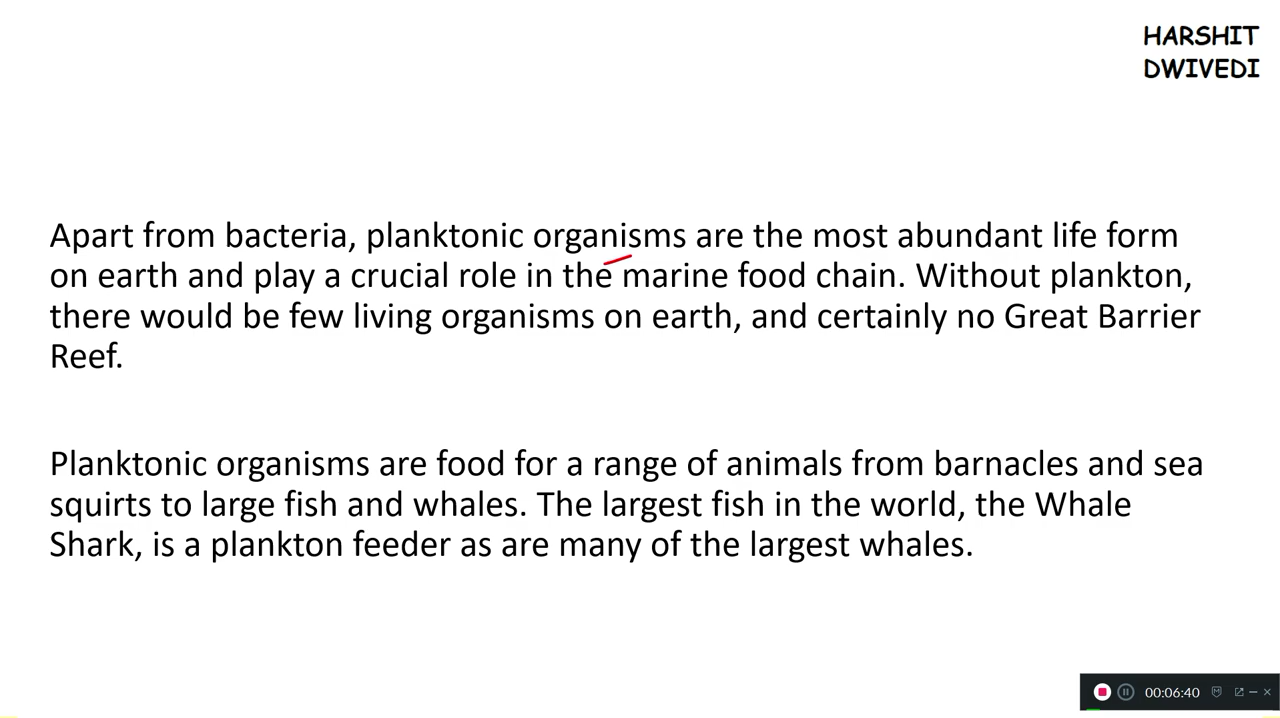 HARSHIT
DWIVEDI
Apart from bacteria, planktonic organisms are the most abundant life form
on earth and play a crucial role in the marine food chain. Without plankton,
there would be few living organisms on earth, and certainly no Great Barrier
Reef.
Planktonic organisms are food for a range of animals from barnacles and sea
squirts to large fish and whales. The largest fish in the world, the Whale
Shark, is a plankton feeder as are many of the largest whales.
00:06:40